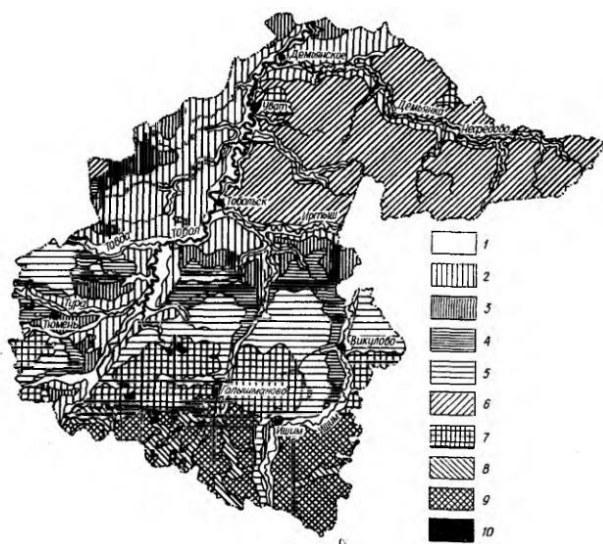 Демьянское
Уват
Демьянка
Негредово
Тобольск
Иртыш
Тавда
Тобол
Тура
Тюмень
Викулово
Голышманово
Ишим
Ишим
1
2
3
4
5
6
7
8
9
10